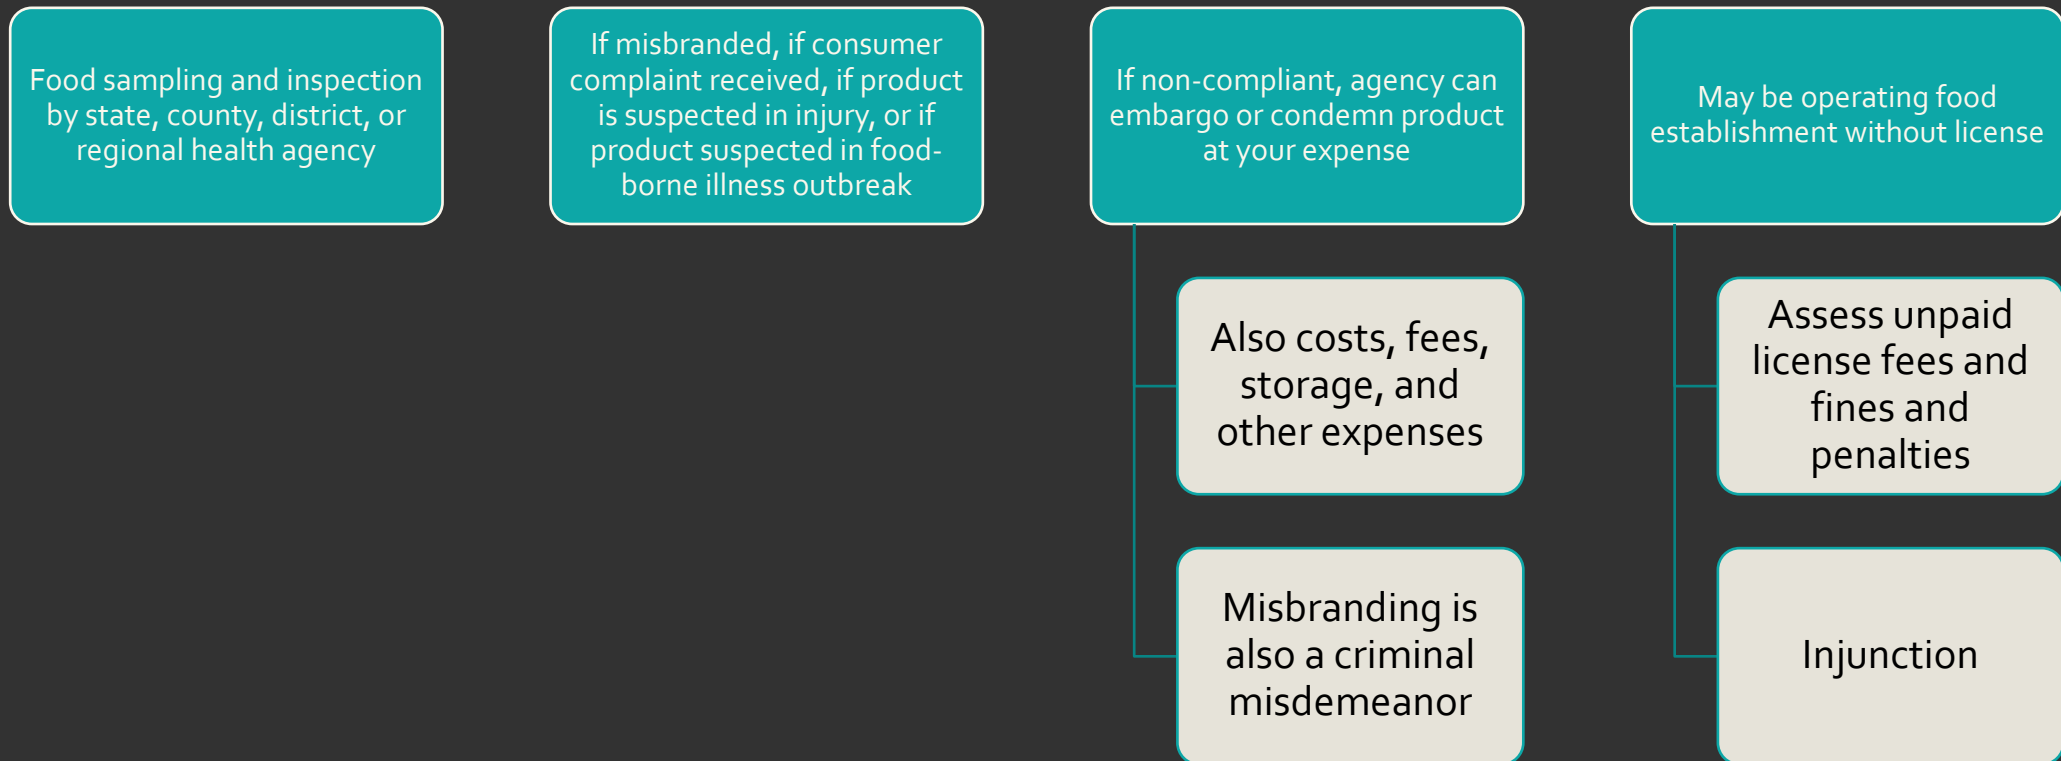 Food sampling and inspection
by state, county, district, or
regional health agency
If misbranded, if consumer
complaint received, if product
is suspected in injury, or if
product suspected in food-
borne illness outbreak
If non-compliant, agency can
embargo or condemn product
at your expense
Also costs, fees,
storage, and
other expenses
Misbranding is
also a criminal
misdemeanor
May be operating food
establishment without license
Assess unpaid
license fees and
fines and
penalties
Injunction